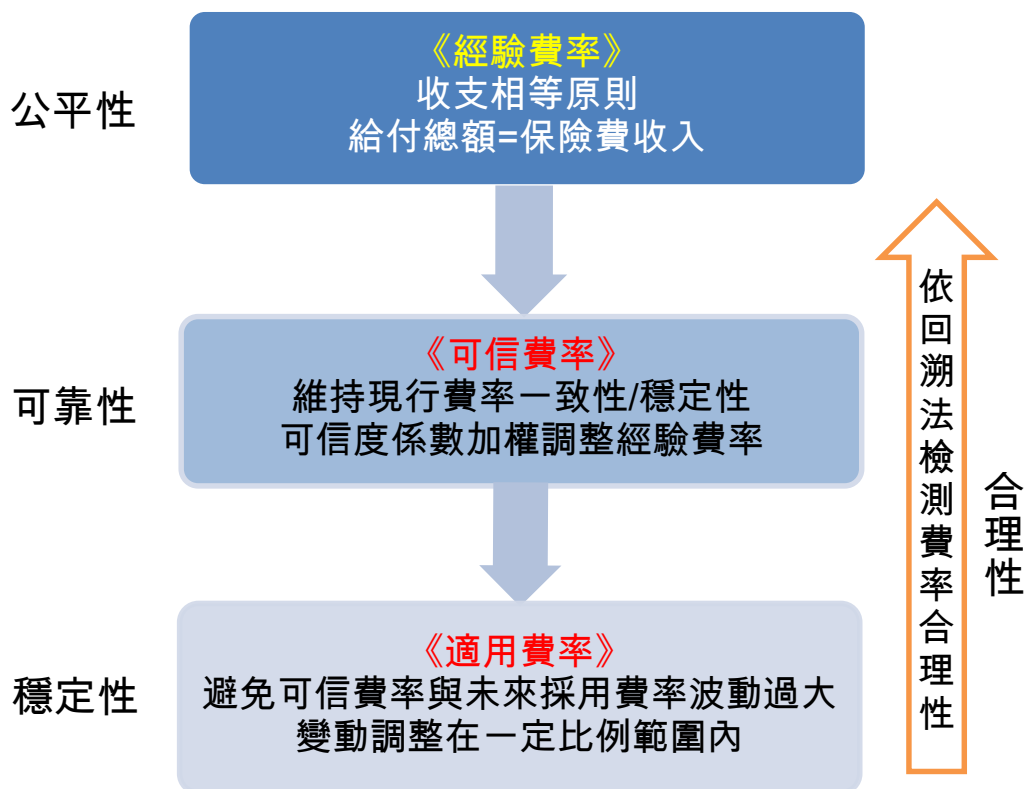 公平性
《經驗費率》
收支相等原則
給付總額=保險費收入
可靠性
《可信費率》
維持現行費率一致性/穩定性
可信度係數加權調整經驗費率
穩定性
《適用費率》
避免可信費率與未來採用費率波動過大
變動調整在一定比例範圍內
依回溯法檢測費率合理性
合理性